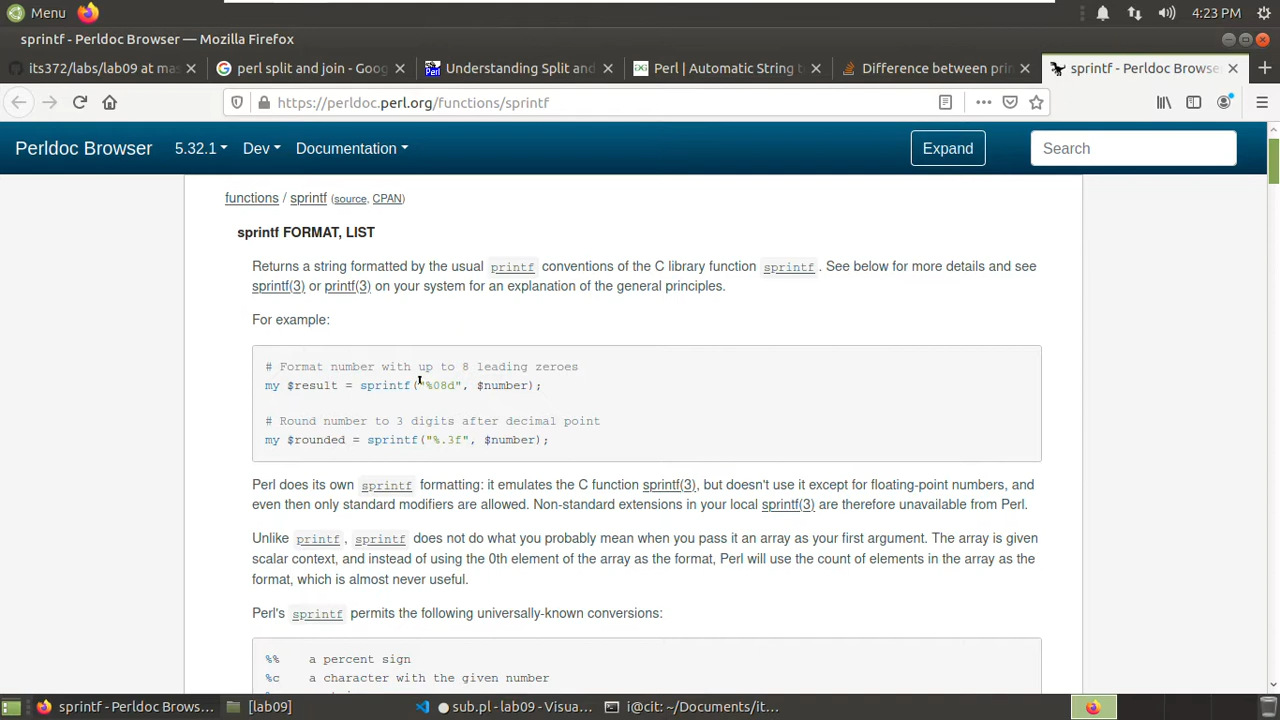 Menu
4:23 PM
sprintf - Perldoc Browser — Mozilla Firefox
its372/labs/lab09 at mas
perl split and join - Goog
Understanding Split and
Perl | Automatic String to
Difference between prin
sprintf - Perldoc Browser
https://perldoc.perl.org/functions/sprintf
Perldoc Browser 5.32.1 Dev Documentation Expand Search
functions / sprintf (source, CPAN)
sprintf FORMAT, LIST
Returns a string formatted by the usual printf conventions of the C library function sprintf. See below for more details and see
sprintf(3) or printf(3) on your system for an explanation of the general principles.
For example:
# Format number with up to 8 leading zeroes
my $result = sprintf("%08d", $number);
# Round number to 3 digits after decimal point
my $rounded = sprintf("%.3f", $number);
Perl does its own sprintf formatting: it emulates the C function sprintf(3), but doesn't use it except for floating-point numbers, and
even then only standard modifiers are allowed. Non-standard extensions in your local sprintf(3) are therefore unavailable from Perl.
Unlike printf, sprintf does not do what you probably mean when you pass it an array as your first argument. The array is given
scalar context, and instead of using the 0th element of the array as the format, Perl will use the count of elements in the array as the
format, which is almost never useful.
Perl's sprintf permits the following universally-known conversions:
%% a percent sign
%c a character with the given number
sprintf - Perldoc Brows...
[lab09]
sub.pl - lab09 - Visua...
i@cit: ~/Documents/it...